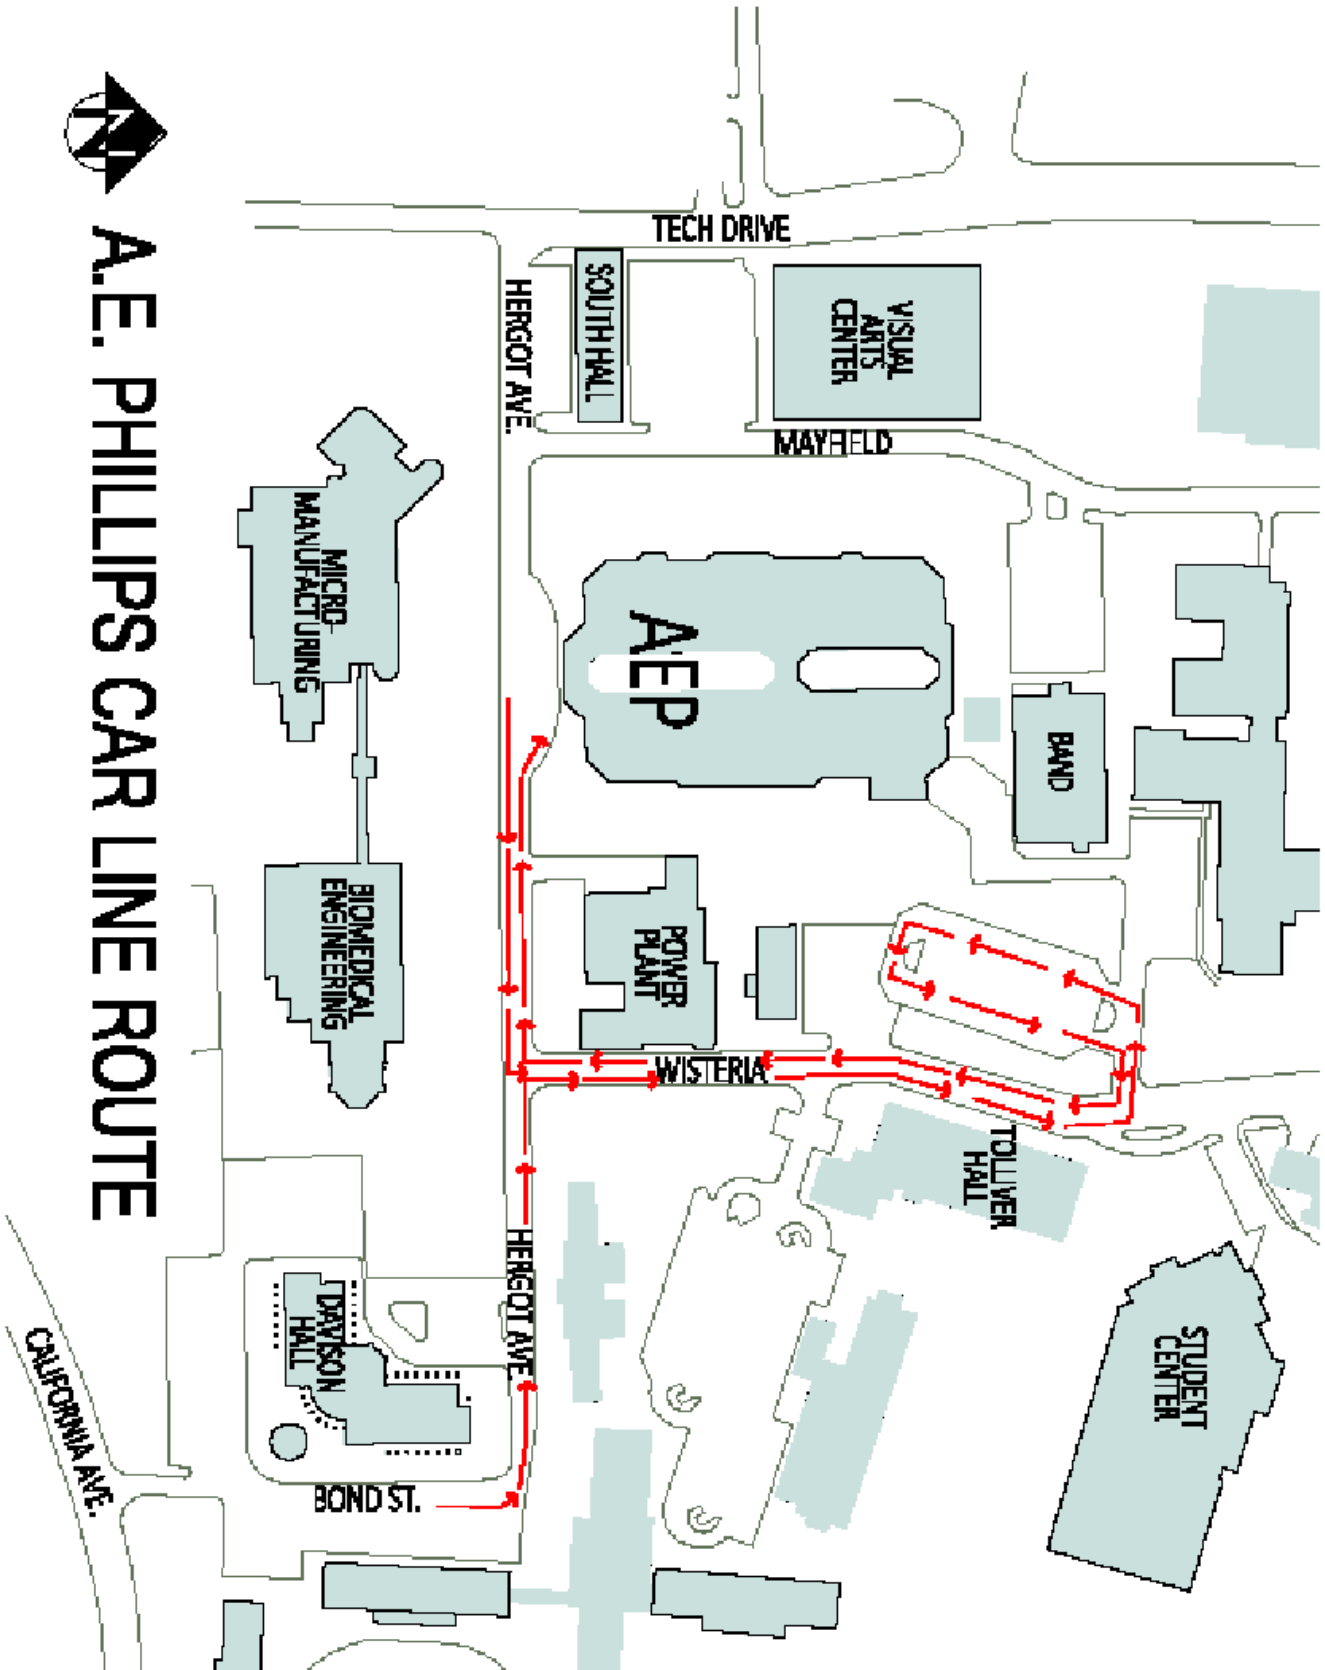 N
A.E. PHILLIPS CAR LINE ROUTE
TECH DRIVE
HERGOT AVE.
SOUTH HALL
VISUAL
ARTS
CENTER
MAYFIELD
MICRO-
MANUFACTURING
AEP
BAND
BIOMEDICAL
ENGINEERING
POWER
PLANT
WISTERIA
TOLLIVER
HALL
HERGOT AVE.
DAVISON
HALL
STUDENT
CENTER
CALIFORNIA AVE.
BOND ST.